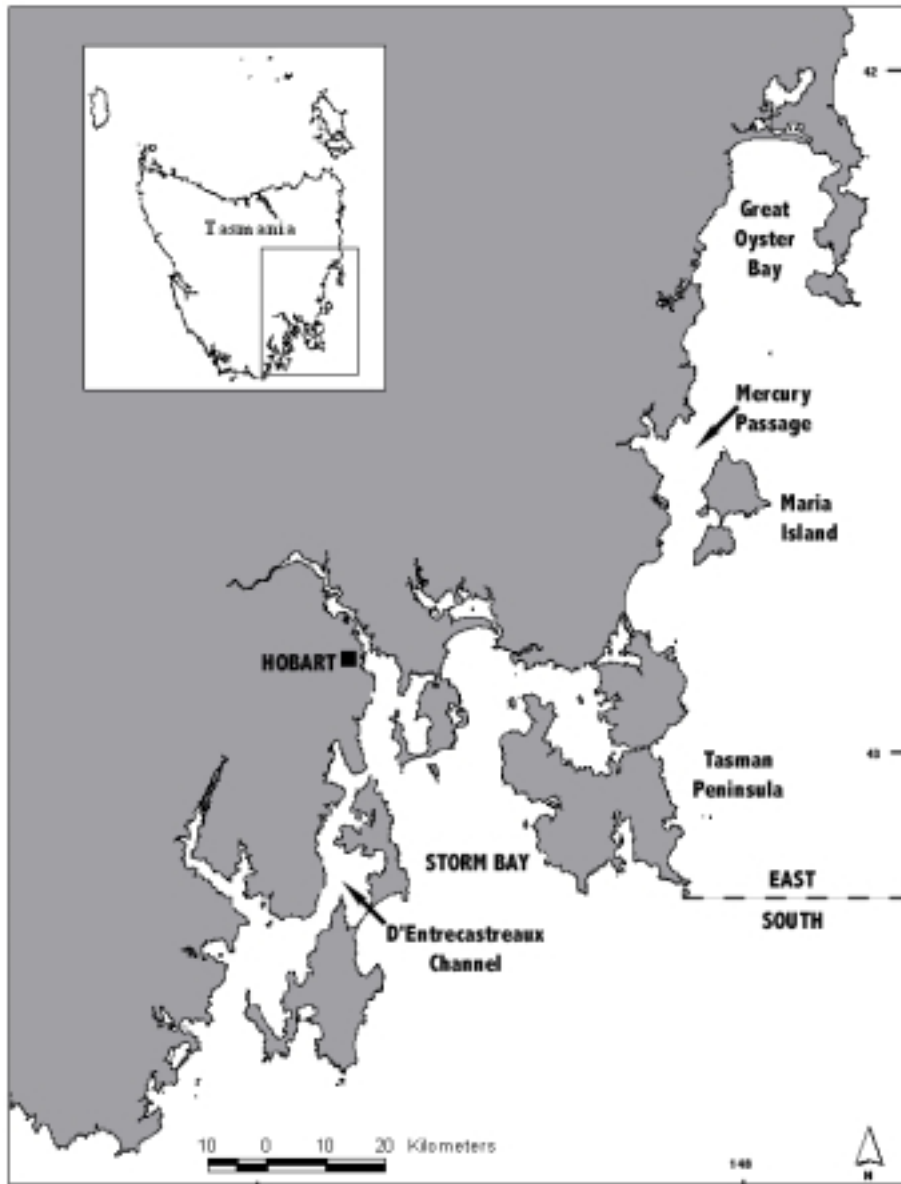 42
Tasmania
Great
Oyster
Bay
Mercury
Passage
Maria
Island
HOBART
Tasman
Peninsula
43
STORM BAY
EAST
SOUTH
D'Entrecastreaux
Channel
10 0 10 20 Kilometers
148
N